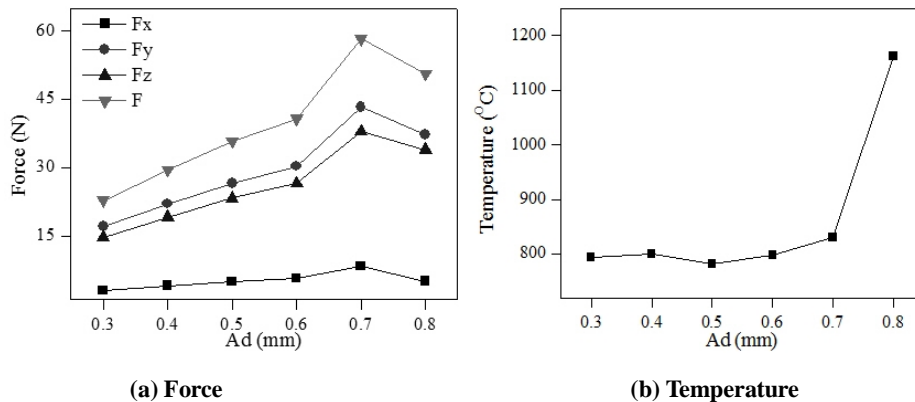 60
45
30
15
Force (N)
Fx
Fy
Fz
F
0.3 0.4 0.5 0.6 0.7 0.8
Ad (mm)
(a) Force
1200
1100
1000
900
800
Temperature (°C)
0.3 0.4 0.5 0.6 0.7 0.8
Ad (mm)
(b) Temperature